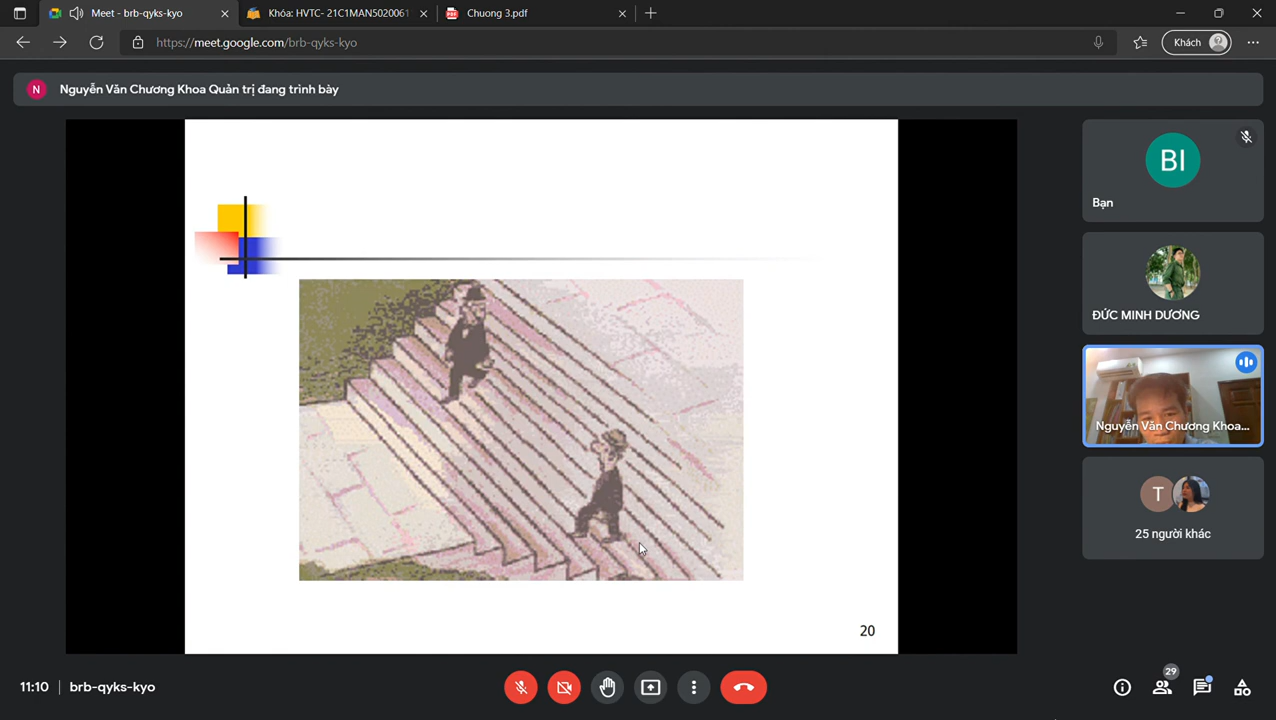 Meet - brb-qyks-kyo
Khóa: HVTC- 21C1MAN5020061
Chuong 3.pdf
https://meet.google.com/brb-qyks-kyo
Khách
N
Nguyễn Văn Chương Khoa Quản trị đang trình bày
BI
Bạn
ĐỨC MINH DƯƠNG
Nguyễn Văn Chương Khoa...
T
25 người khác
20
11:10
brb-qyks-kyo
29